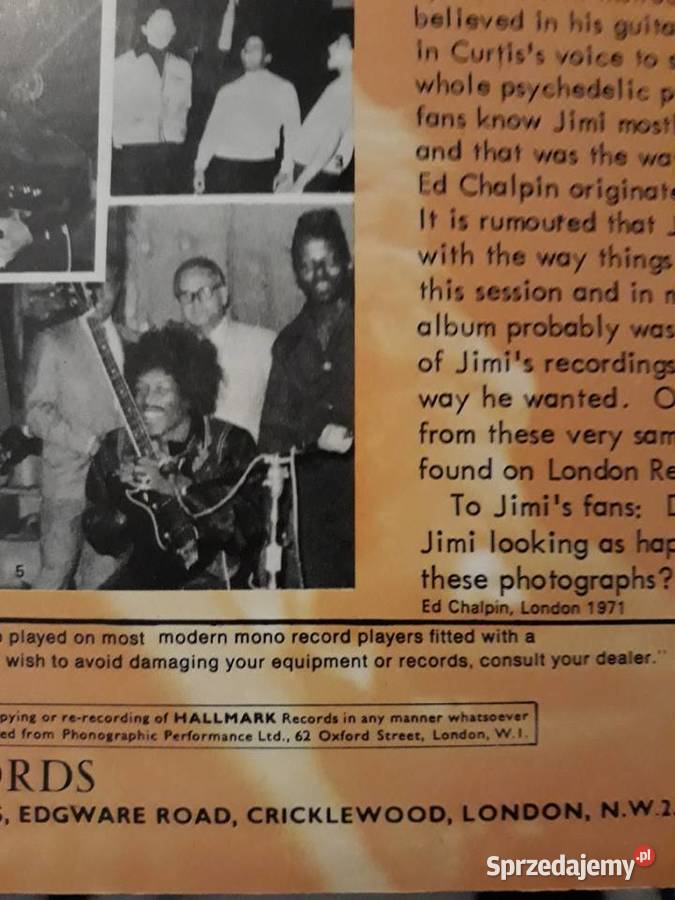 believed in his guita
in Curtis's voice to s
whole psychedelic p
fans know Jimi mostl
and that was the wa
Ed Chalpin originate
It is rumouted that J
with the way things
this session and in m
album probably was
of Jimi's recordings
way he wanted. O
from these very sam
found on London Re
To Jimi's fans: D
Jimi looking as hap
these photographs?
Ed Chalpin, London 1971
3
5
o played on most modern mono record players fitted with a
wish to avoid damaging your equipment or records, consult your dealer."
pying or re-recording of HALLMARK Records in any manner whatsoever
ed from Phonographic Performance Ltd., 62 Oxford Street, London, W.1.
ORDS
, EDGWARE ROAD, CRICKLEWOOD, LONDON, N.W.2.
Sprzedajemy.pl